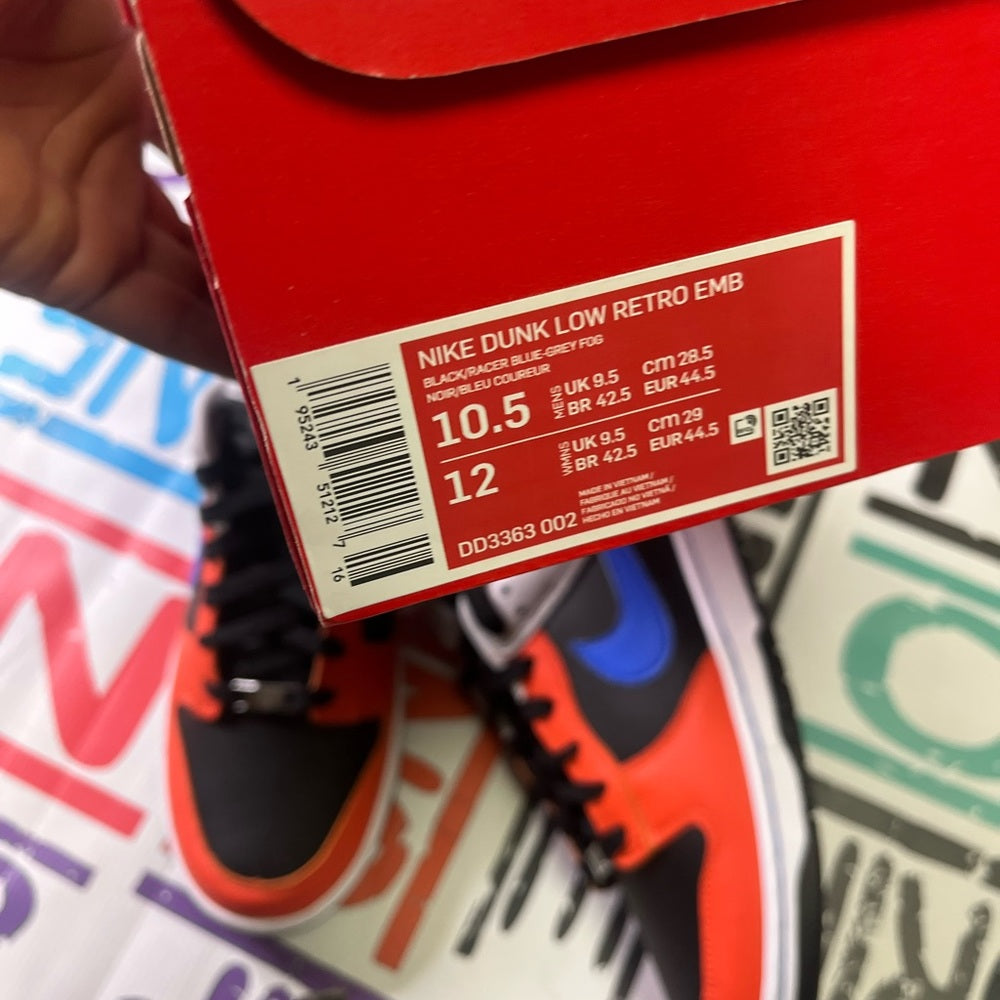 NIKE DUNK LOW RETRO EMB
BLACK/RACER BLUE-GREY FOG
NOIR/BLEU COUREUR
10.5 MENS UK 9.5 cm 28.5
BR 42.5 EUR 44.5
12 WMNS UK 9.5 cm 29
BR 42.5 EUR 44.5
MADE IN VIETNAM /
FABRIQUE AU VIETNAM /
FABRICADO NO VIETNÃ /
HECHO EN VIETNAM
DD3363 002
1 95243 51212 7 16